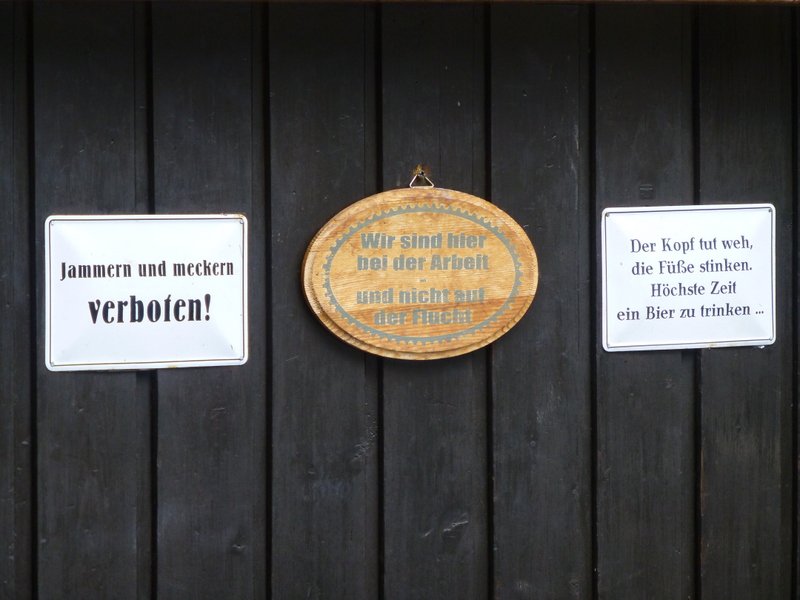 Jammern und meckern
verboten!
Wir sind hier
bei der Arbeit
-
und nicht auf
der Flucht
Der Kopf tut weh,
die Füße stinken.
Höchste Zeit
ein Bier zu trinken ...